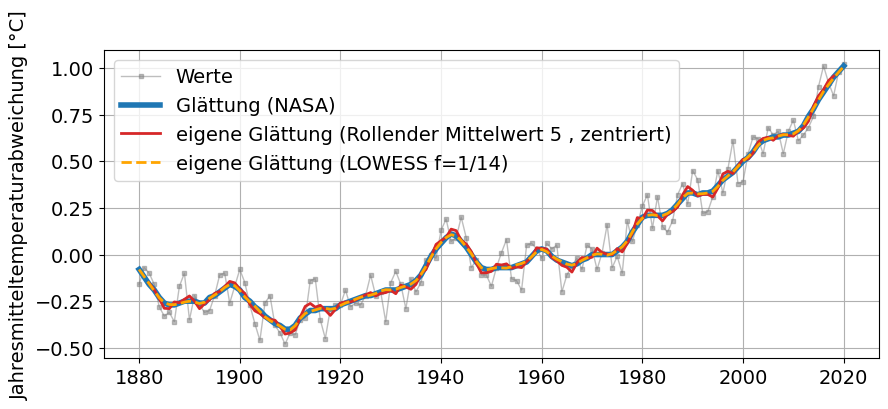 Jahresmitteltemperaturabweichung [°C]
1.00
0.75
0.50
0.25
0.00
−0.25
−0.50
Werte
Glättung (NASA)
eigene Glättung (Rollender Mittelwert 5 , zentriert)
eigene Glättung (LOWESS f=1/14)
1880 1900 1920 1940 1960 1980 2000 2020